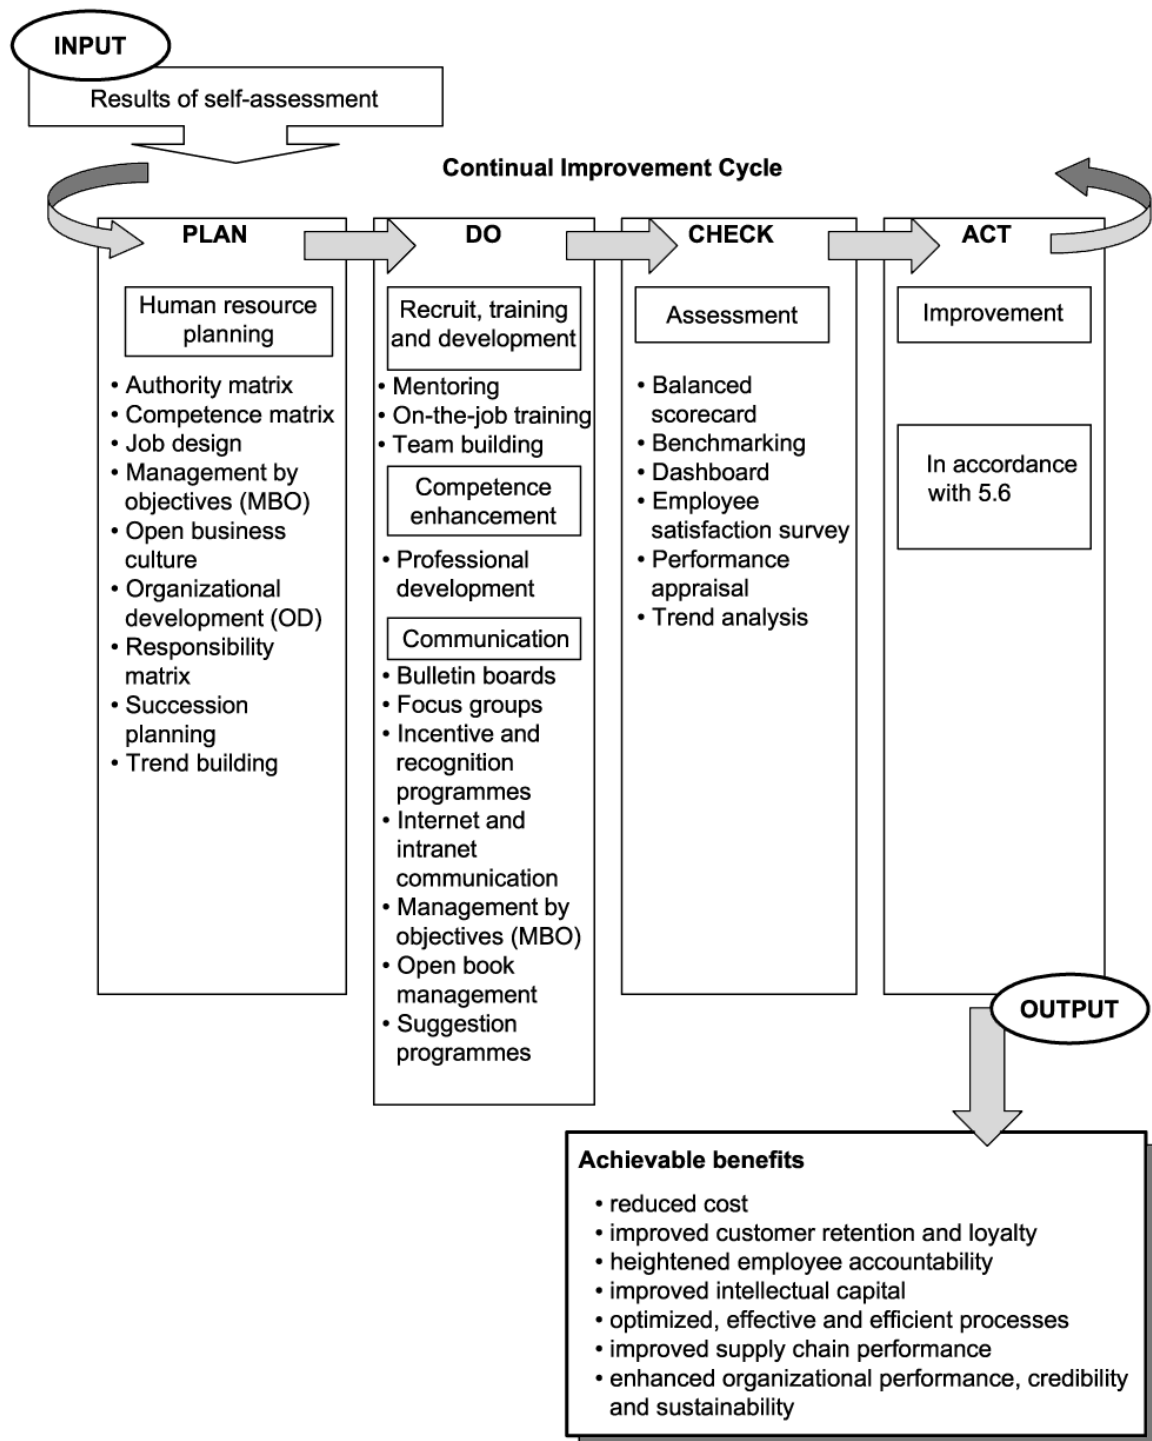 INPUT
Results of self-assessment
Continual Improvement Cycle
PLAN
Human resource
planning
• Authority matrix
• Competence matrix
• Job design
• Management by
objectives (MBO)
• Open business
culture
• Organizational
development (OD)
• Responsibility
matrix
• Succession
planning
• Trend building
DO
Recruit, training
and development
• Mentoring
• On-the-job training
• Team building
Competence
enhancement
• Professional
development
Communication
• Bulletin boards
• Focus groups
• Incentive and
recognition
programmes
• Internet and
intranet
communication
• Management by
objectives (MBO)
• Open book
management
• Suggestion
programmes
CHECK
Assessment
• Balanced
scorecard
• Benchmarking
• Dashboard
• Employee
satisfaction survey
• Performance
appraisal
• Trend analysis
ACT
Improvement
In accordance
with 5.6
OUTPUT
Achievable benefits
• reduced cost
• improved customer retention and loyalty
• heightened employee accountability
• improved intellectual capital
• optimized, effective and efficient processes
• improved supply chain performance
• enhanced organizational performance, credibility
and sustainability